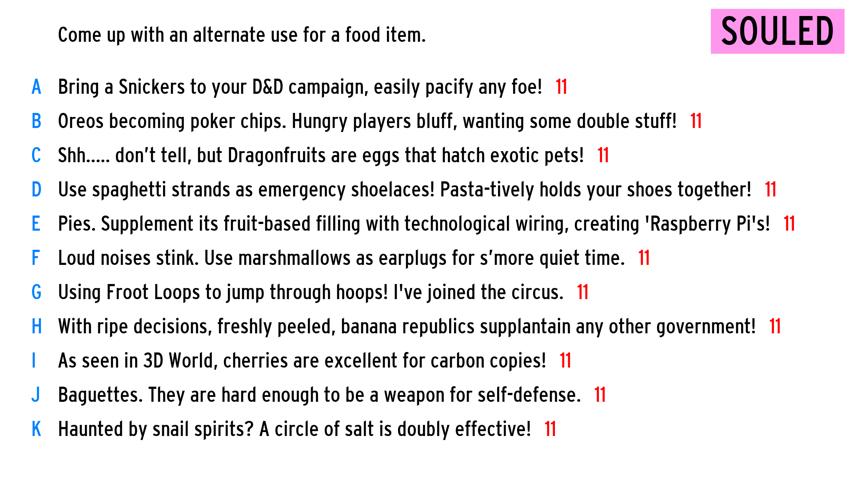 Come up with an alternate use for a food item.
SOULED
A Bring a Snickers to your D&D campaign, easily pacify any foe! 11
B Oreos becoming poker chips. Hungry players bluff, wanting some double stuff! 11
C Shh..... don't tell, but Dragonfruits are eggs that hatch exotic pets! 11
D Use spaghetti strands as emergency shoelaces! Pasta-tively holds your shoes together! 11
E Pies. Supplement its fruit-based filling with technological wiring, creating 'Raspberry Pi's! 11
F Loud noises stink. Use marshmallows as earplugs for s'more quiet time. 11
G Using Froot Loops to jump through hoops! I've joined the circus. 11
H With ripe decisions, freshly peeled, banana republics supplantain any other government! 11
I As seen in 3D World, cherries are excellent for carbon copies! 11
J Baguettes. They are hard enough to be a weapon for self-defense. 11
K Haunted by snail spirits? A circle of salt is doubly effective! 11